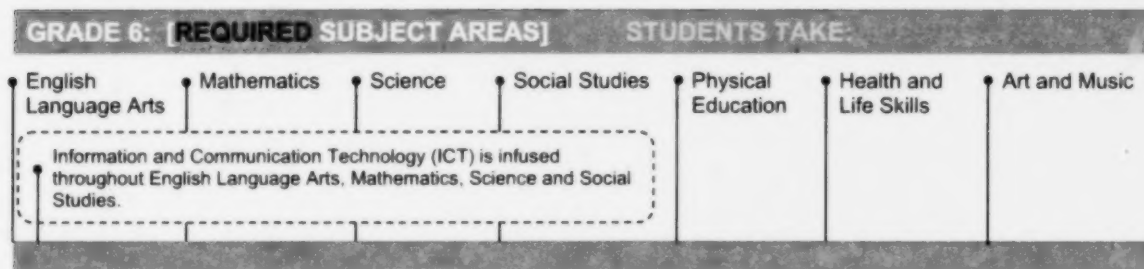 GRADE 6: [REQUIRED SUBJECT AREAS] STUDENTS TAKE:
English
Language Arts
Mathematics
Science
Social Studies
Physical
Education
Health and
Life Skills
Art and Music
Information and Communication Technology (ICT) is infused
throughout English Language Arts, Mathematics, Science and Social
Studies.